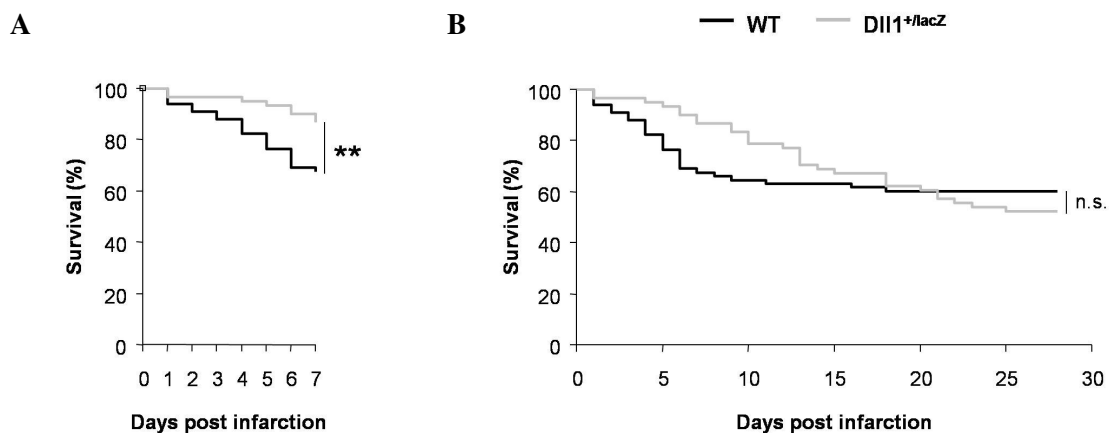 A
B
WT Dll1+/lacZ
Survival (%)
100
80
60
40
20
0
0 1 2 3 4 5 6 7
Days post infarction
**
Survival (%)
100
80
60
40
20
0
0 5 10 15 20 25 30
Days post infarction
n.s.